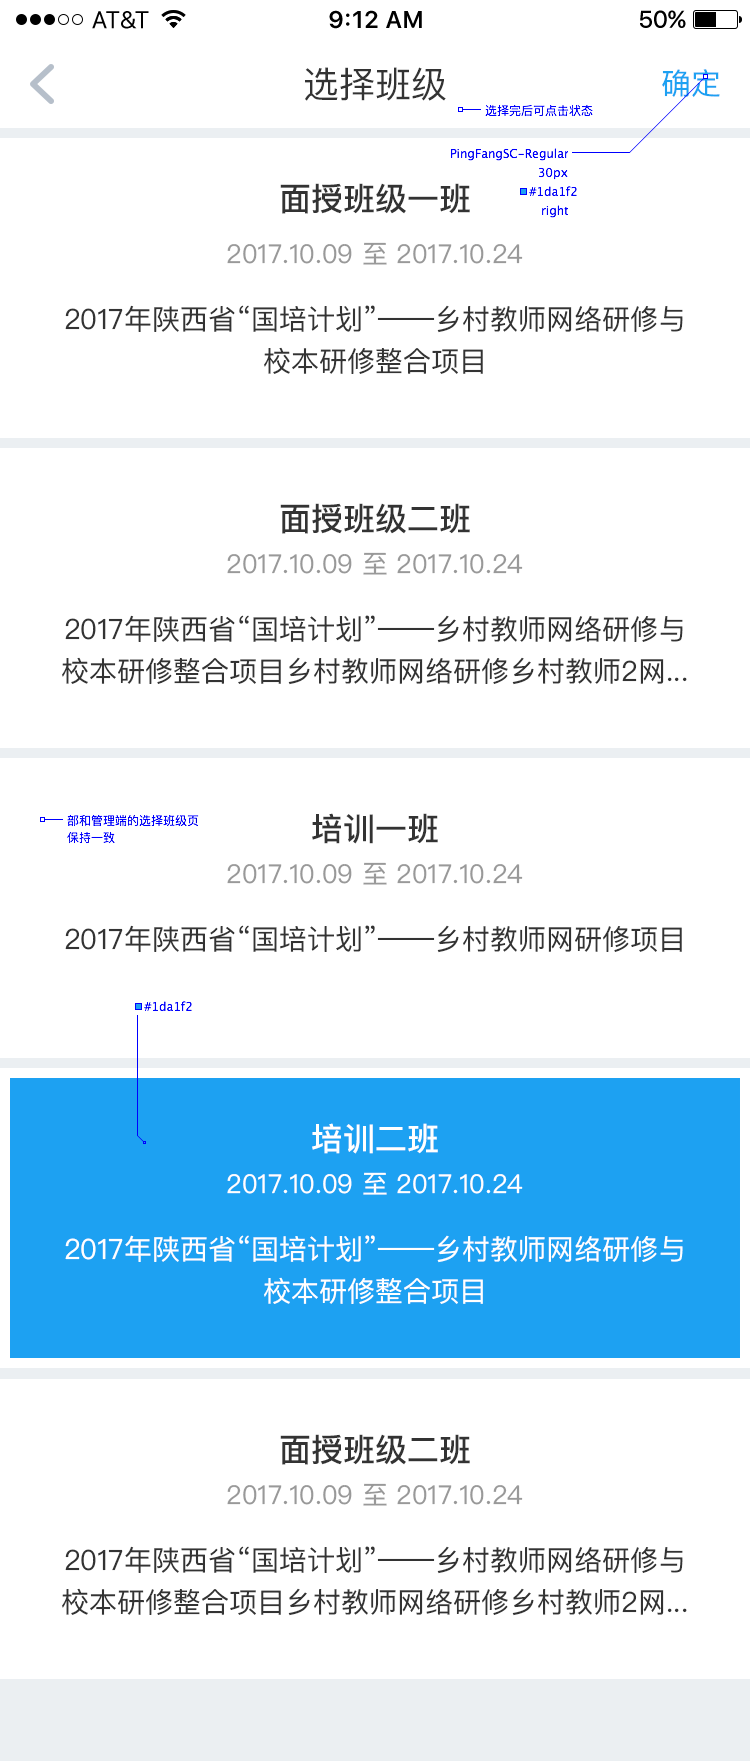 AT&T 9:12 AM 50%
选择班级 确定
选择完后可点击状态
PingFangSC-Regular
30px
#1da1f2
right
面授班级一班
2017.10.09 至 2017.10.24
2017年陕西省“国培计划”——乡村教师网络研修与
校本研修整合项目
面授班级二班
2017.10.09 至 2017.10.24
2017年陕西省“国培计划”——乡村教师网络研修与
校本研修整合项目乡村教师网络研修乡村教师2网...
部和管理端的选择班级页
保持一致
培训一班
2017.10.09 至 2017.10.24
2017年陕西省“国培计划”——乡村教师网研修项目
#1da1f2
培训二班
2017.10.09 至 2017.10.24
2017年陕西省“国培计划”——乡村教师网络研修与
校本研修整合项目
面授班级二班
2017.10.09 至 2017.10.24
2017年陕西省“国培计划”——乡村教师网络研修与
校本研修整合项目乡村教师网络研修乡村教师2网...